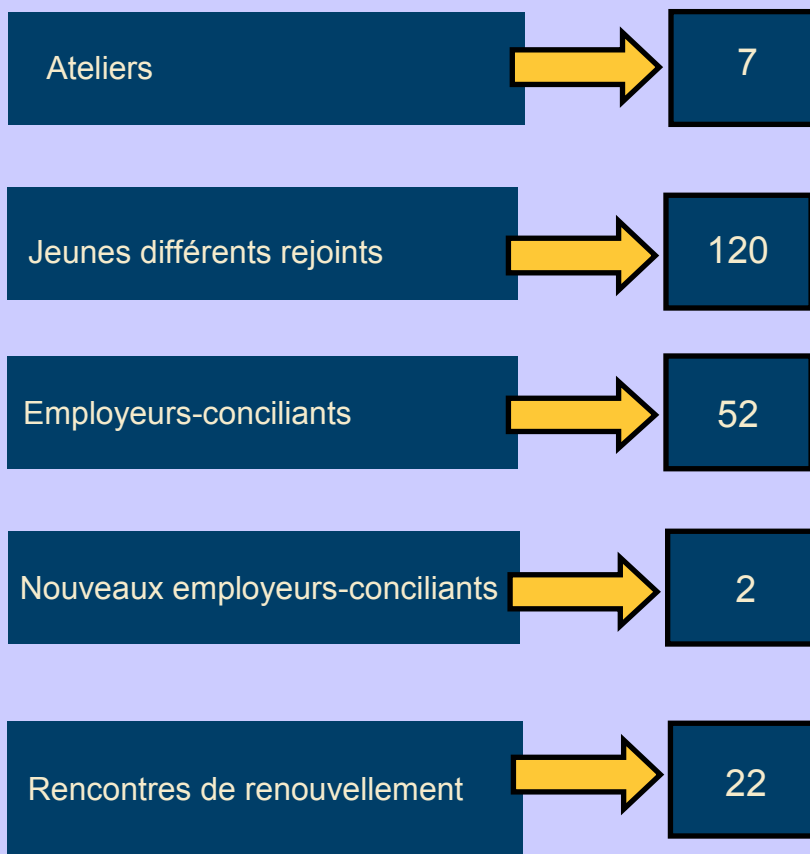 Ateliers 7
Jeunes différents rejoints 120
Employeurs-conciliants 52
Nouveaux employeurs-conciliants 2
Rencontres de renouvellement 22